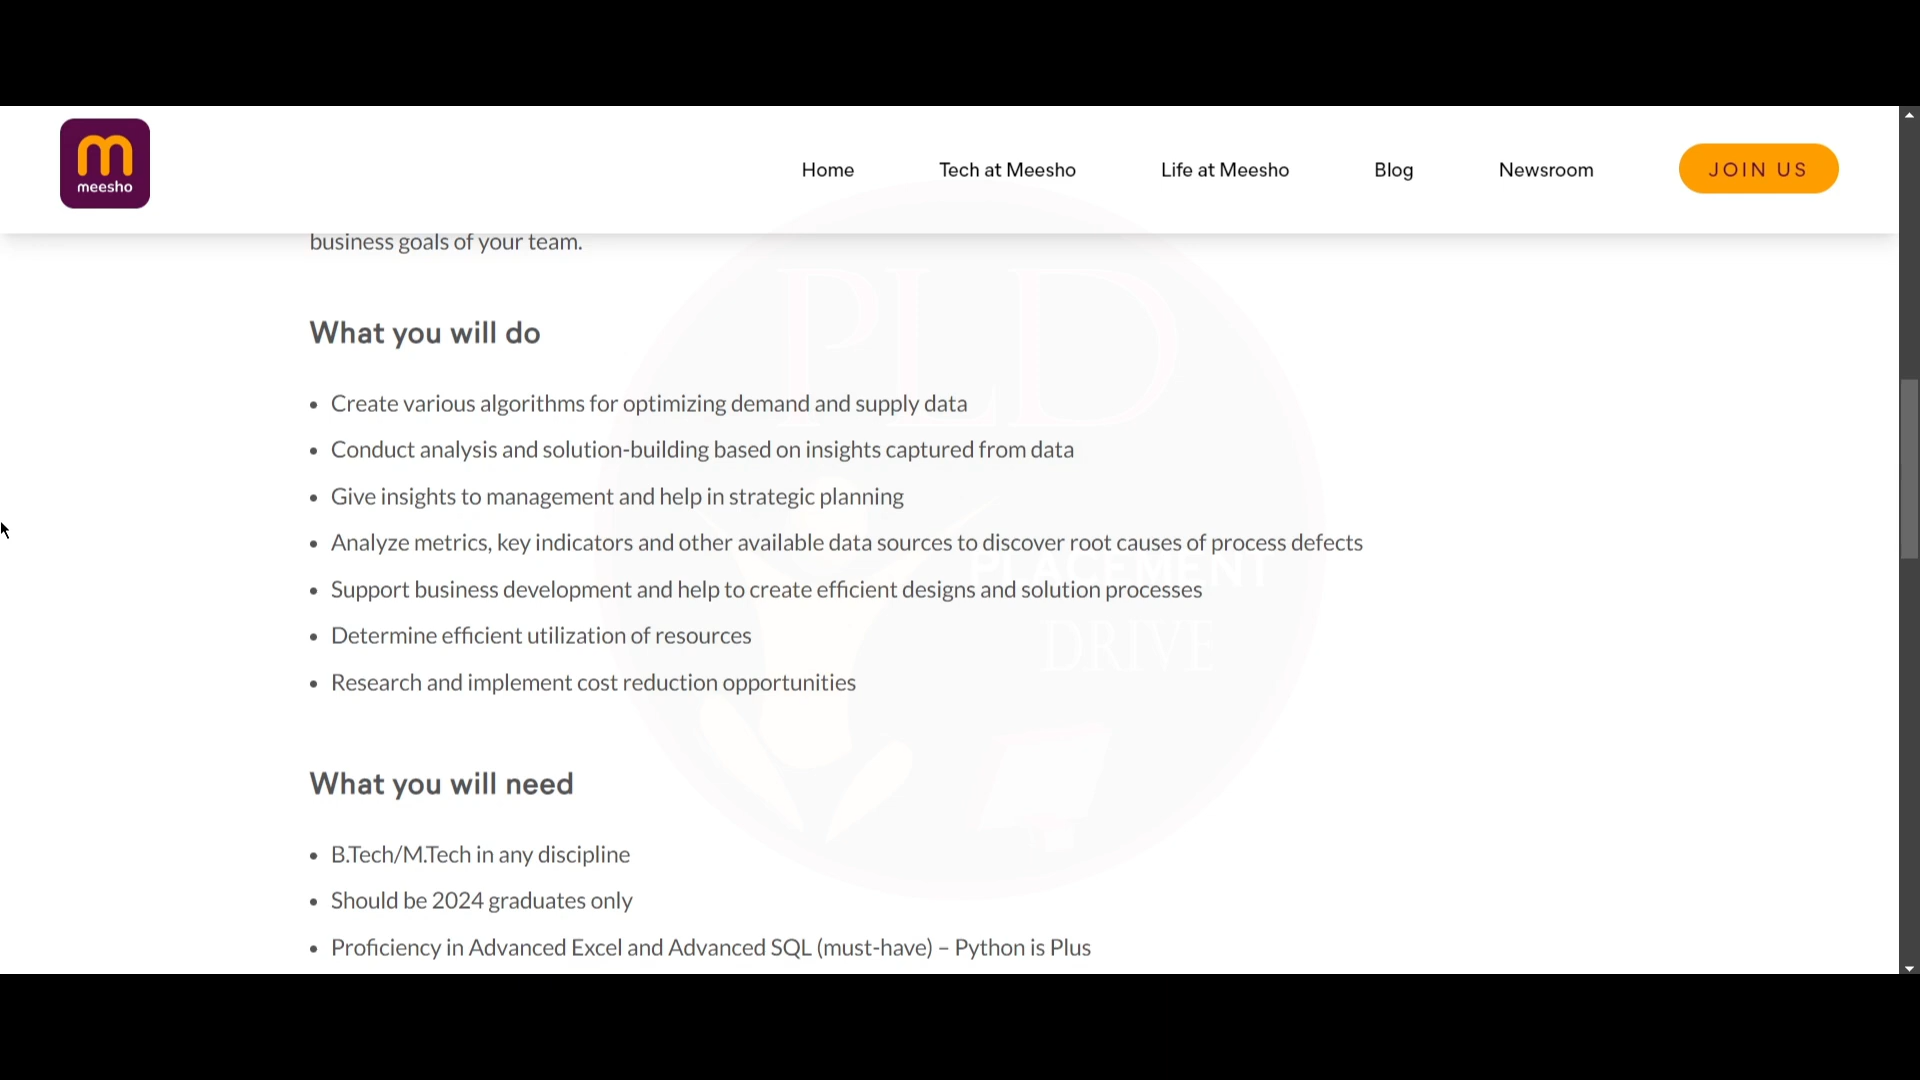 meesho
Home Tech at Meesho Life at Meesho Blog Newsroom JOIN US
business goals of your team.
PLD
What you will do
• Create various algorithms for optimizing demand and supply data
• Conduct analysis and solution-building based on insights captured from data
• Give insights to management and help in strategic planning
• Analyze metrics, key indicators and other available data sources to discover root causes of process defects
PLACEMENT
• Support business development and help to create efficient designs and solution processes
• Determine efficient utilization of resources
DRIVE
• Research and implement cost reduction opportunities
What you will need
• B.Tech/M.Tech in any discipline
• Should be 2024 graduates only
• Proficiency in Advanced Excel and Advanced SQL (must-have) – Python is Plus